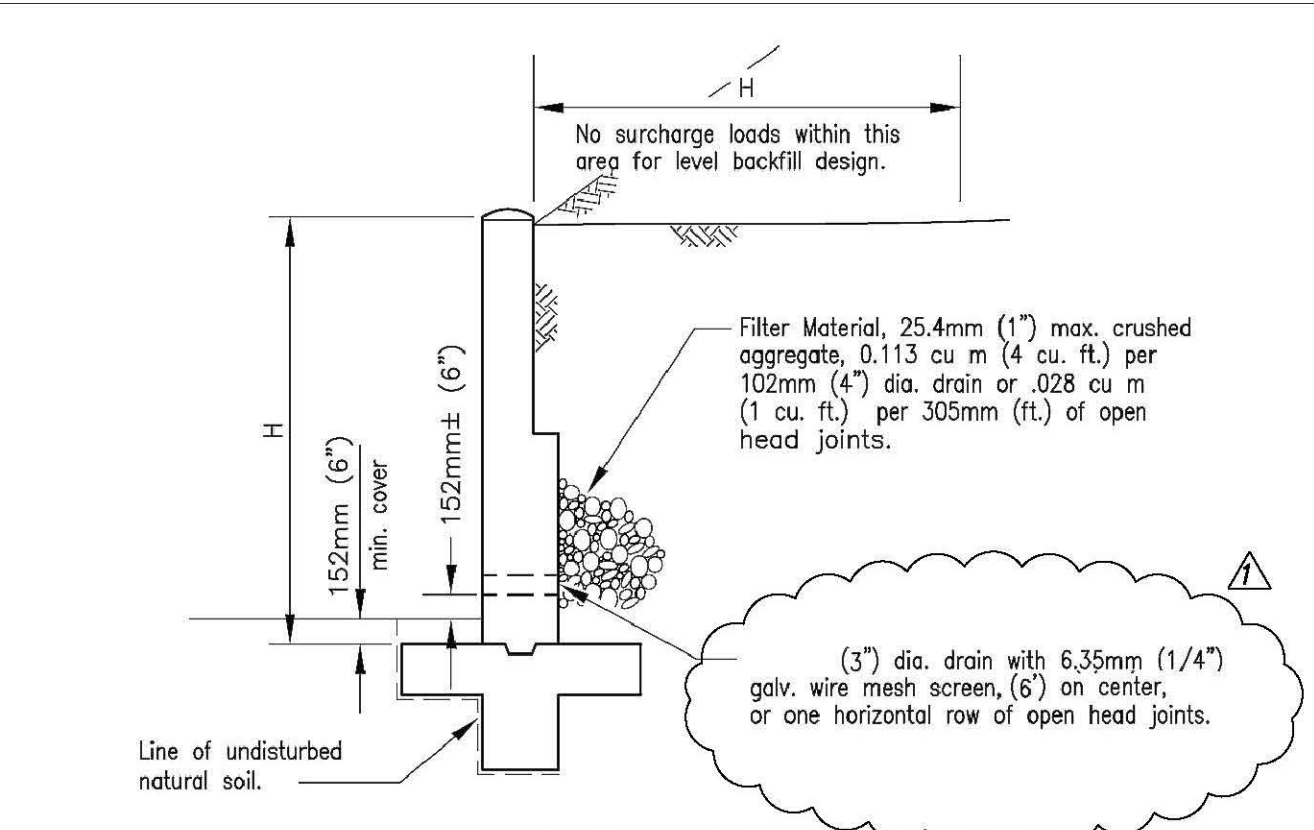 H
No surcharge loads within this
area for level backfill design.
Filter Material, 25.4mm (1") max. crushed
aggregate, 0.113 cu m (4 cu. ft.) per
102mm (4") dia. drain or .028 cu m
(1 cu. ft.) per 305mm (ft.) of open
head joints.
H
152mm (6")
min. cover
152mm± (6")
1
(3") dia. drain with 6.35mm (1/4")
galv. wire mesh screen, (6') on center,
or one horizontal row of open head joints.
Line of undisturbed
natural soil.